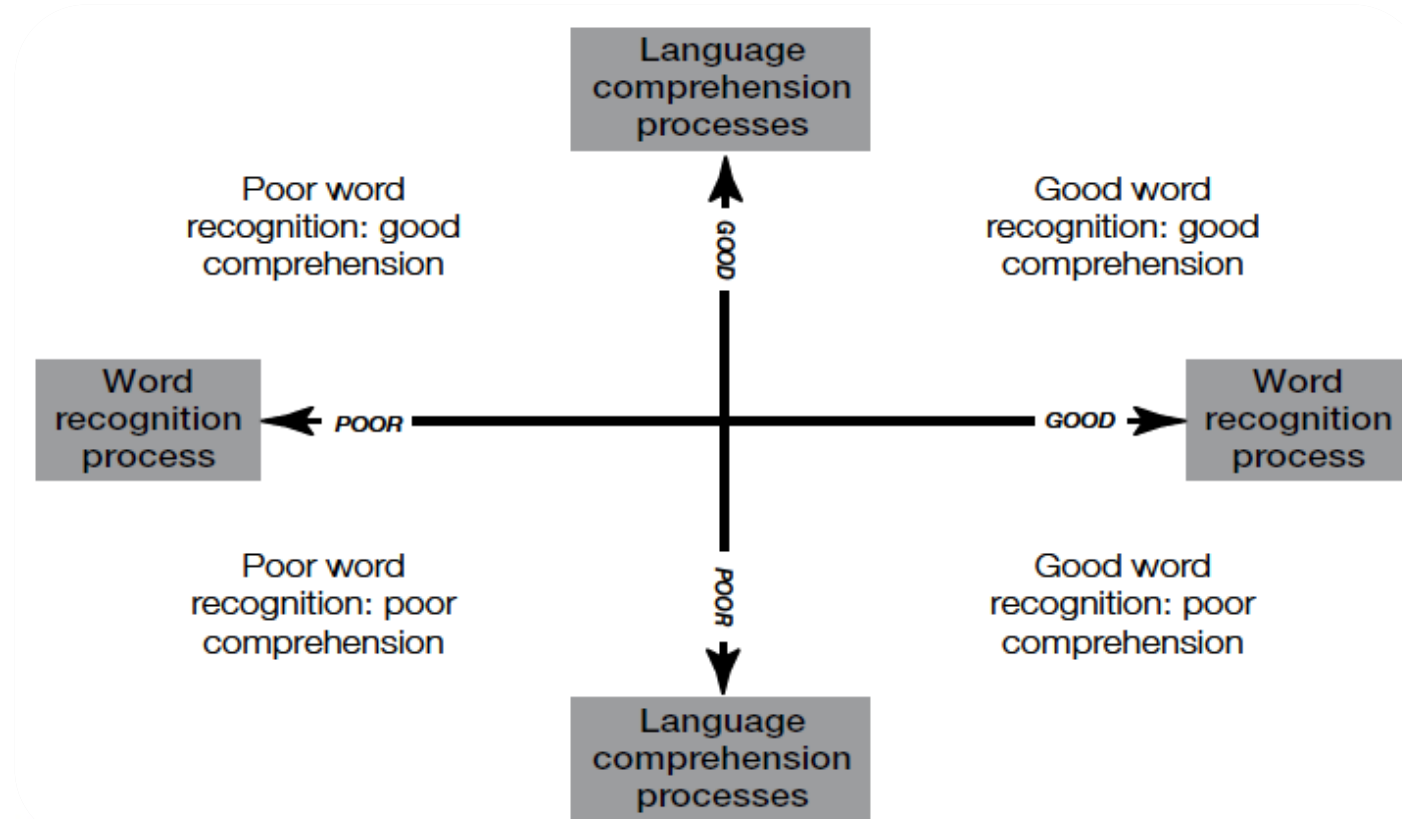 Language
comprehension
processes
Poor word
recognition: good
comprehension
Good word
recognition: good
comprehension
GOOD
Word
recognition
process
POOR
GOOD
Word
recognition
process
Poor word
recognition: poor
comprehension
POOR
Good word
recognition: poor
comprehension
Language
comprehension
processes